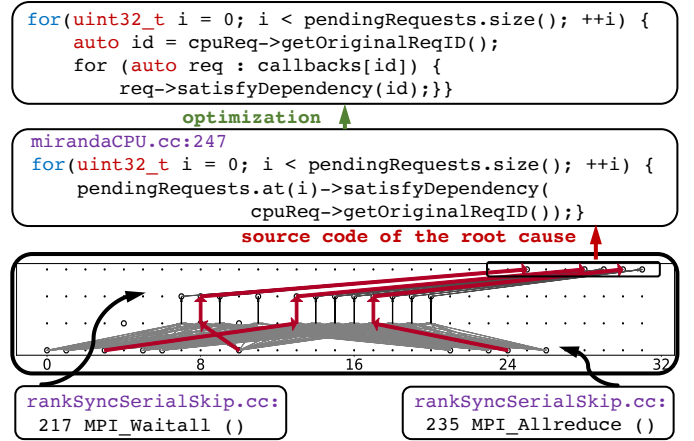 for(uint32_t i = 0; i < pendingRequests.size(); ++i) {
auto id = cpuReq->getOriginalReqID();
for (auto req : callbacks[id]) {
req->satisfyDependency(id);}}
optimization
mirandaCPU.cc:247
for(uint32_t i = 0; i < pendingRequests.size(); ++i) {
pendingRequests.at(i)->satisfyDependency(
cpuReq->getOriginalReqID());}
source code of the root cause
0 8 16 24 32
rankSyncSerialSkip.cc:
217 MPI_Waitall ()
rankSyncSerialSkip.cc:
235 MPI_Allreduce ()